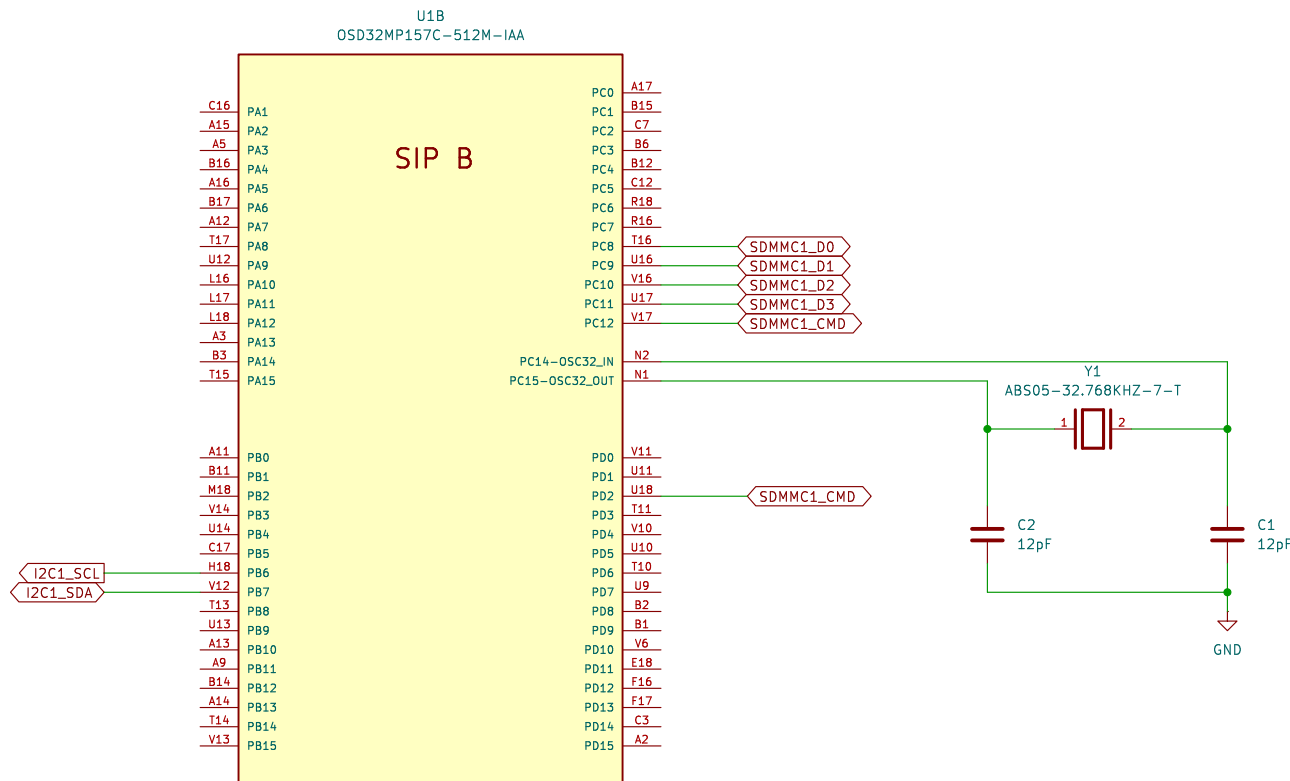 U1B
OSD32MP157C-512M-IAA
SIP B
C16 PA1
A15 PA2
A5 PA3
B16 PA4
A16 PA5
B17 PA6
A12 PA7
T17 PA8
U12 PA9
L16 PA10
L17 PA11
L18 PA12
A3 PA13
B3 PA14
T15 PA15
A11 PB0
B11 PB1
M18 PB2
V14 PB3
U14 PB4
C17 PB5
I2C1_SCL H18 PB6
I2C1_SDA V12 PB7
T13 PB8
U13 PB9
A13 PB10
A9 PB11
B14 PB12
A14 PB13
T14 PB14
V13 PB15
PC0 A17
PC1 B15
PC2 C7
PC3 B6
PC4 B12
PC5 C12
PC6 R18
PC7 R16
PC8 T16 SDMMC1_D0
PC9 U16 SDMMC1_D1
PC10 V16 SDMMC1_D2
PC11 U17 SDMMC1_D3
PC12 V17 SDMMC1_CMD
PC14-OSC32_IN N2
PC15-OSC32_OUT N1
PD0 V11
PD1 U11
PD2 U18 SDMMC1_CMD
PD3 T11
PD4 V10
PD5 U10
PD6 T10
PD7 U9
PD8 B2
PD9 B1
PD10 V6
PD11 E18
PD12 F16
PD13 F17
PD14 C3
PD15 A2
Y1
ABS05-32.768KHZ-7-T
1 2
C2
12pF
C1
12pF
GND